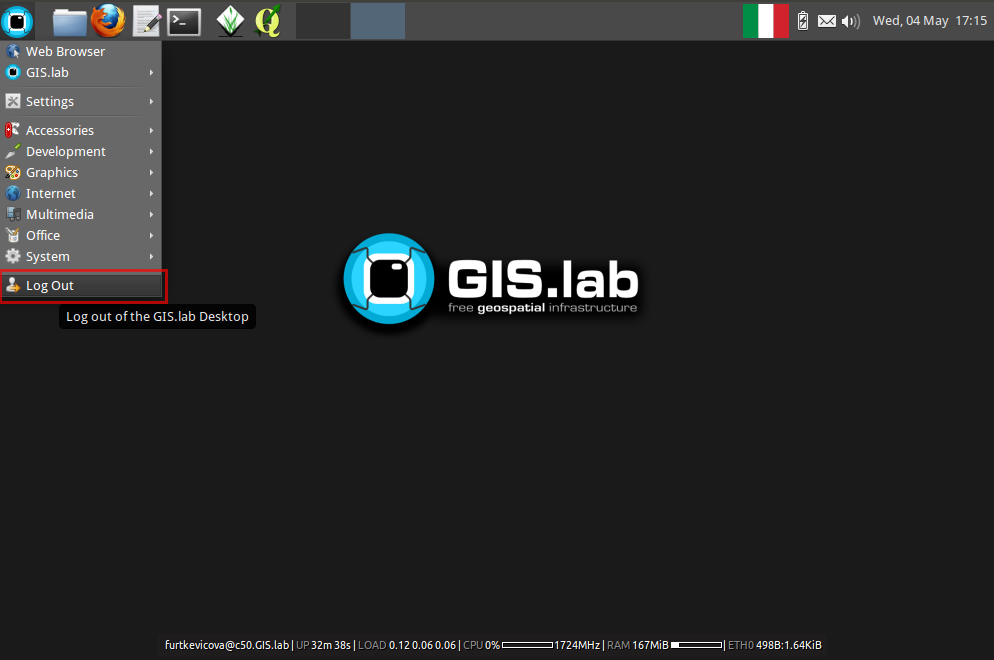 Wed, 04 May 17:15
Web Browser
GIS.lab
Settings
Accessories
Development
Graphics
Internet
Multimedia
Office
System
Log Out
Log out of the GIS.lab Desktop
GIS.lab
free geospatial infrastructure
furtkevicova@c50.GIS.lab| UP 32m 38s| LOAD 0.12 0.06 0.06 | CPU 0% 1724MHz | RAM 167MiB | ETH0 498B:1.64KiB